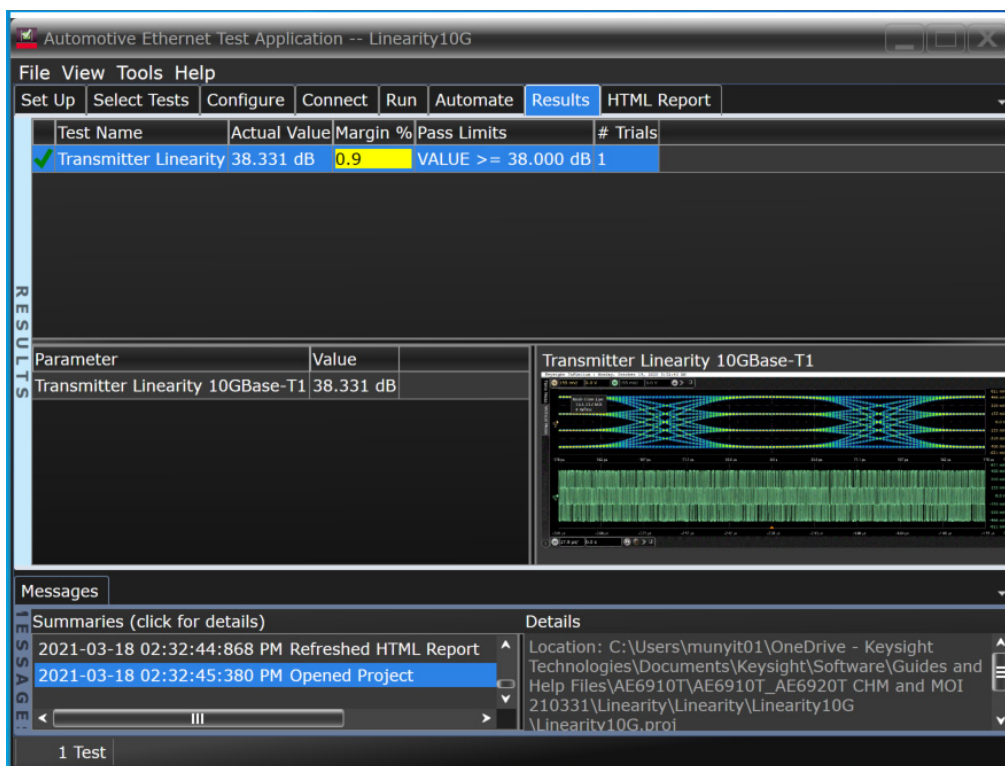 Automotive Ethernet Test Application -- Linearity10G
File View Tools Help
Set Up Select Tests Configure Connect Run Automate Results HTML Report
RESULTS
Test Name Actual Value Margin % Pass Limits # Trials
Transmitter Linearity 38.331 dB 0.9 VALUE >= 38.000 dB 1
Parameter Value
Transmitter Linearity 10GBase-T1 38.331 dB
Transmitter Linearity 10GBase-T1
Messages
Summaries (click for details)
2021-03-18 02:32:44:868 PM Refreshed HTML Report
2021-03-18 02:32:45:380 PM Opened Project
Details
Location: C:\Users\munyit01\OneDrive - Keysight
Technologies\Documents\Keysight\Software\Guides and
Help Files\AE6910T\AE6910T_AE6920T CHM and MOI
210331\Linearity\Linearity\Linearity10G
\Linearity10G.proj
1 Test